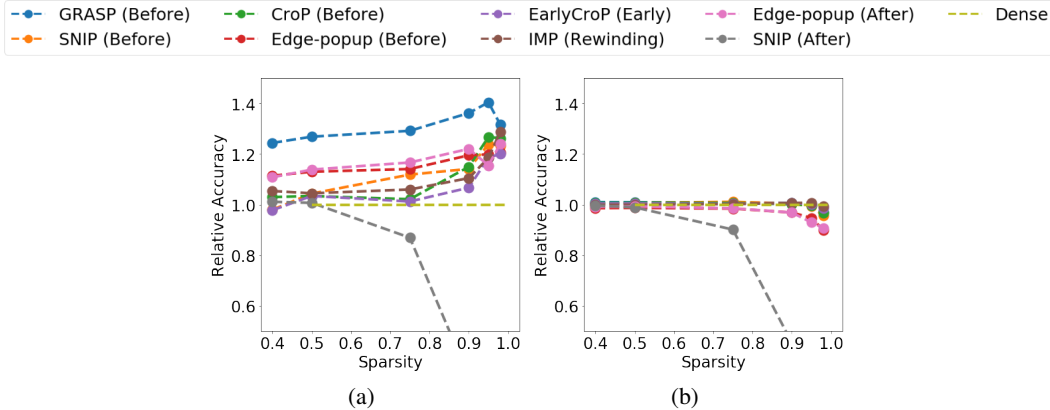 GRASP (Before) CroP (Before) EarlyCroP (Early) Edge-popup (After) Dense
SNIP (Before) Edge-popup (Before) IMP (Rewinding) SNIP (After)
1.4
1.2
1.0
0.8
0.6
Relative Accuracy
0.4 0.5 0.6 0.7 0.8 0.9 1.0
Sparsity
(a)
1.4
1.2
1.0
0.8
0.6
Relative Accuracy
0.4 0.5 0.6 0.7 0.8 0.9 1.0
Sparsity
(b)